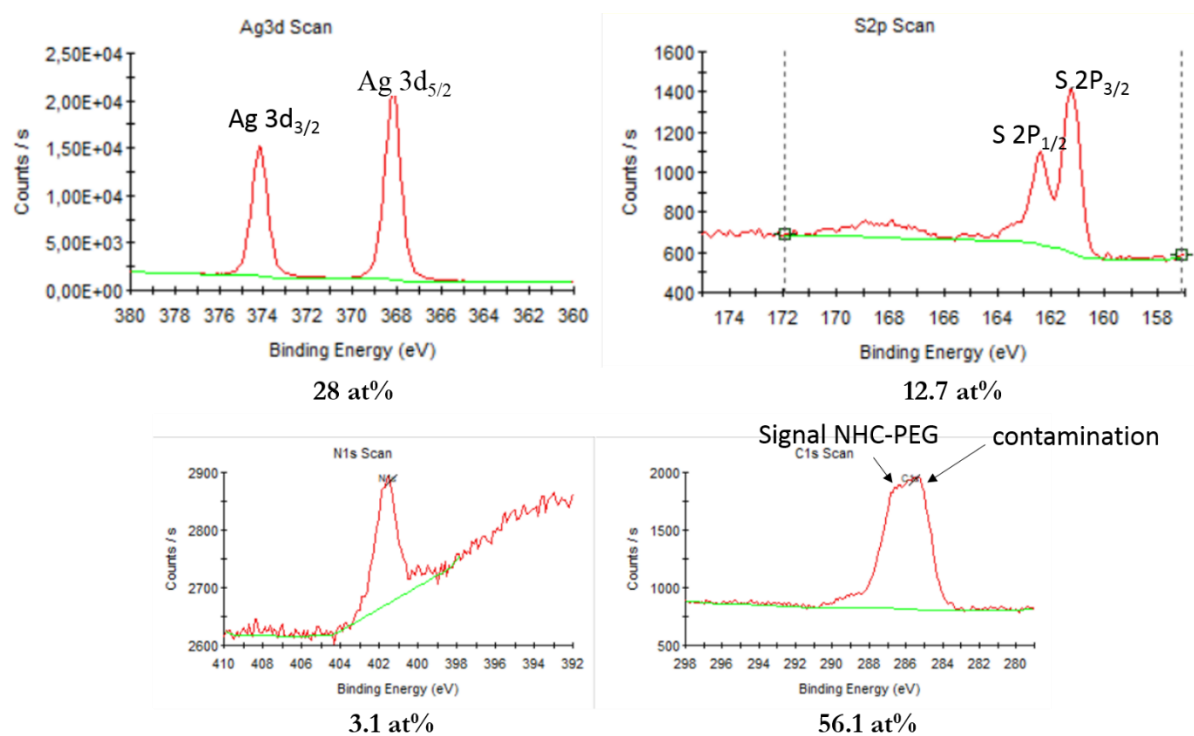 Ag3d Scan
2,50E+04
2,00E+04
1,50E+04
1,00E+04
5,00E+03
0,00E+00
Counts / s
Ag 3d3/2
Ag 3d5/2
380 378 376 374 372 370 368 366 364 362 360
Binding Energy (eV)
28 at%
S2p Scan
1600
1400
1200
1000
800
600
400
Counts / s
S 2P1/2
S 2P3/2
174 172 170 168 166 164 162 160 158
Binding Energy (eV)
12.7 at%
N1s Scan
2900
2800
2700
2600
Counts / s
N1s
410 408 406 404 402 400 398 396 394 392
Binding Energy (eV)
3.1 at%
Signal NHC-PEG
contamination
C1s Scan
2000
1500
1000
500
Counts / s
C1s
298 296 294 292 290 288 286 284 282 280
Binding Energy (eV)
56.1 at%